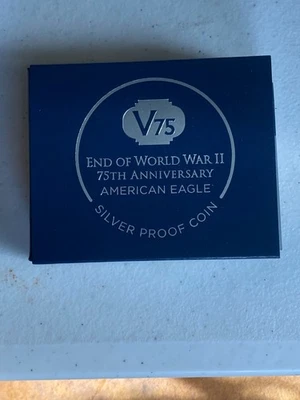 V75
END OF WORLD WAR II
75TH ANNIVERSARY
AMERICAN EAGLE
SILVER PROOF COIN